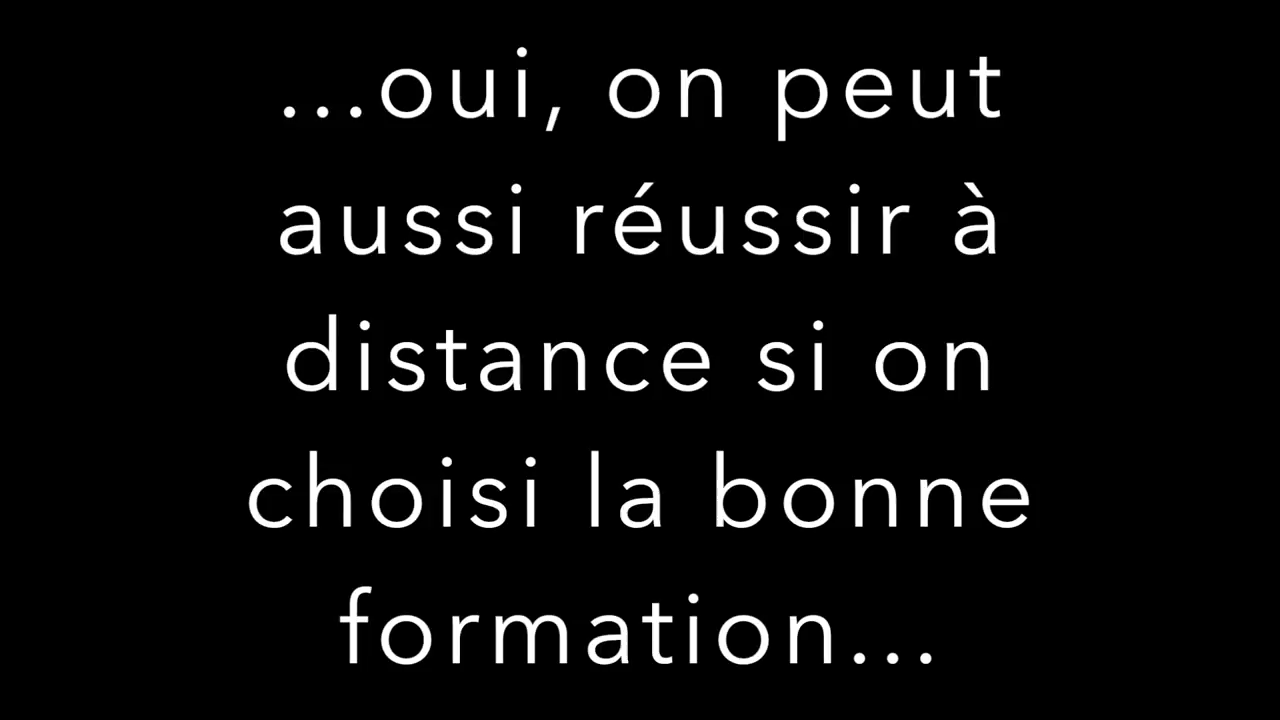 ...oui, on peut
aussi réussir à
distance si on
choisi la bonne
formation...